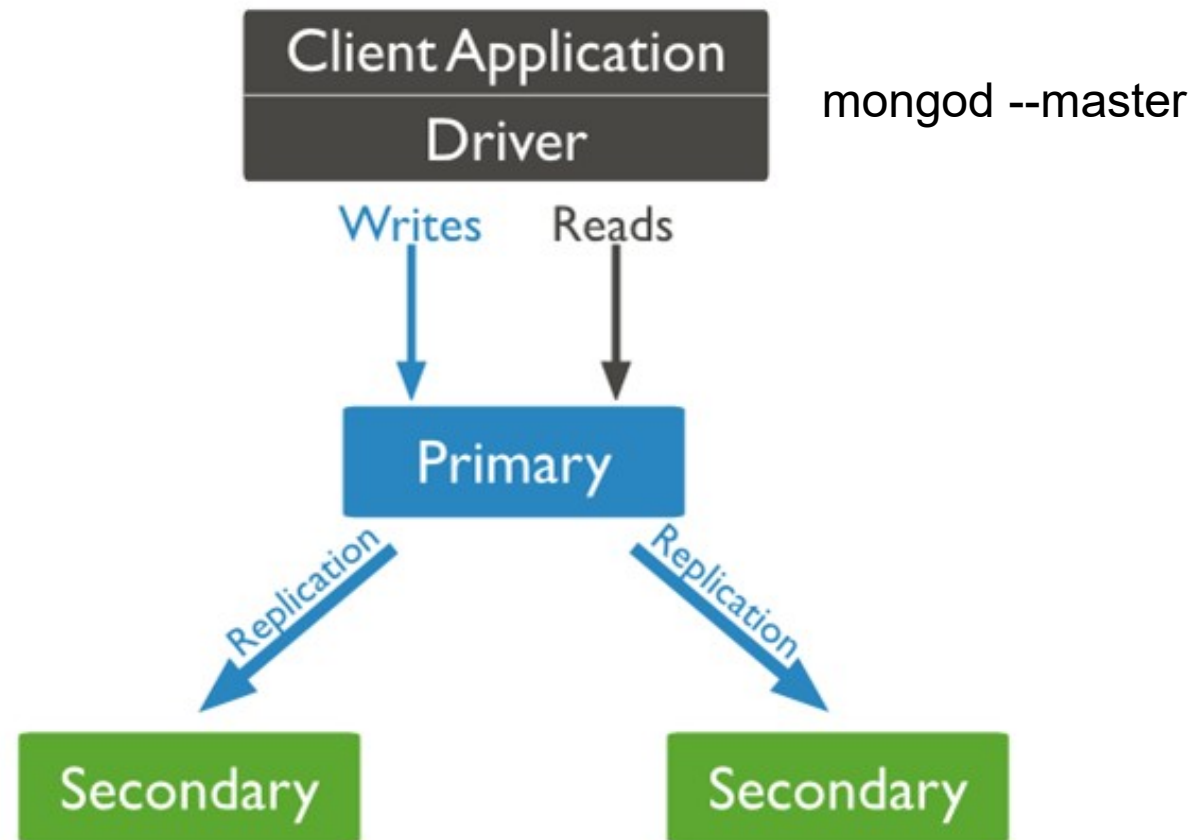 Client Application
Driver
mongod --master
Writes Reads
Primary
Replication
Replication
Secondary
Secondary